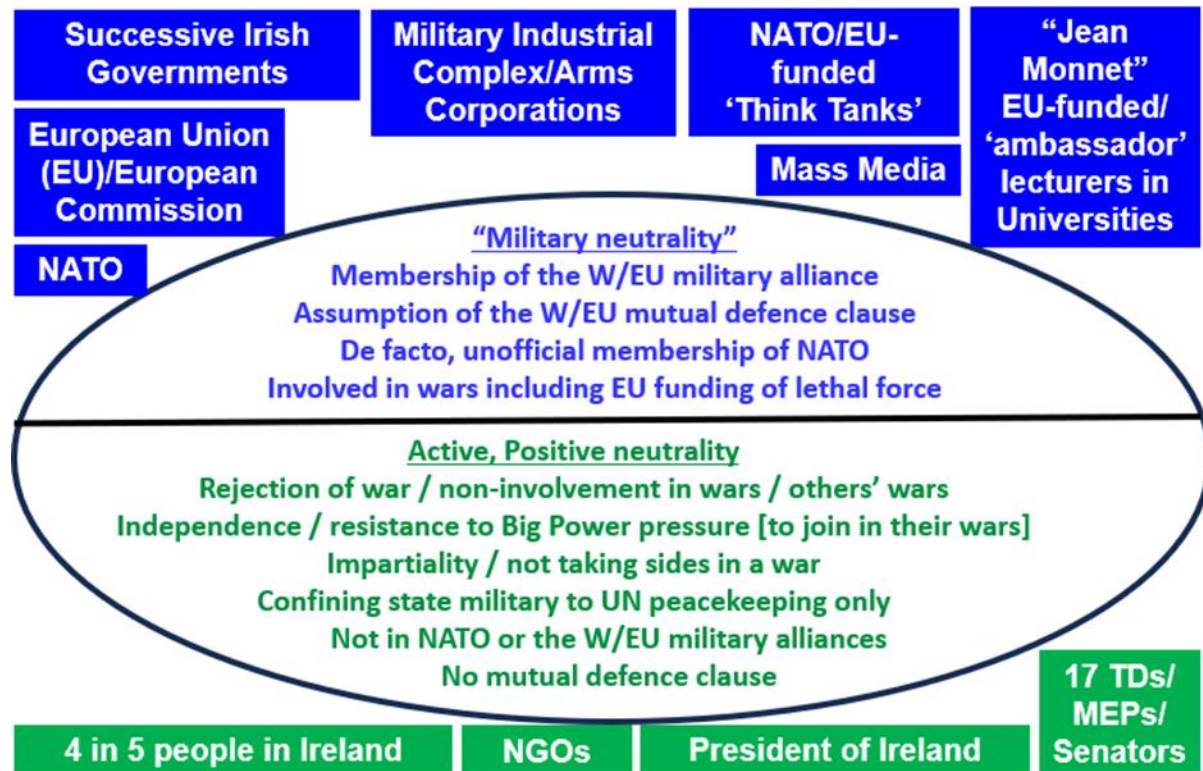 Successive Irish
Governments
Military Industrial
Complex/Arms
Corporations
NATO/EU-
funded
‘Think Tanks’
“Jean
Monnet”
EU-funded/
‘ambassador’
lecturers in
Universities
European Union
(EU)/European
Commission
Mass Media
NATO
“Military neutrality”
Membership of the W/EU military alliance
Assumption of the W/EU mutual defence clause
De facto, unofficial membership of NATO
Involved in wars including EU funding of lethal force
Active, Positive neutrality
Rejection of war / non-involvement in wars / others’ wars
Independence / resistance to Big Power pressure [to join in their wars]
Impartiality / not taking sides in a war
Confining state military to UN peacekeeping only
Not in NATO or the W/EU military alliances
No mutual defence clause
17 TDs/
MEPs/
Senators
4 in 5 people in Ireland
NGOs
President of Ireland